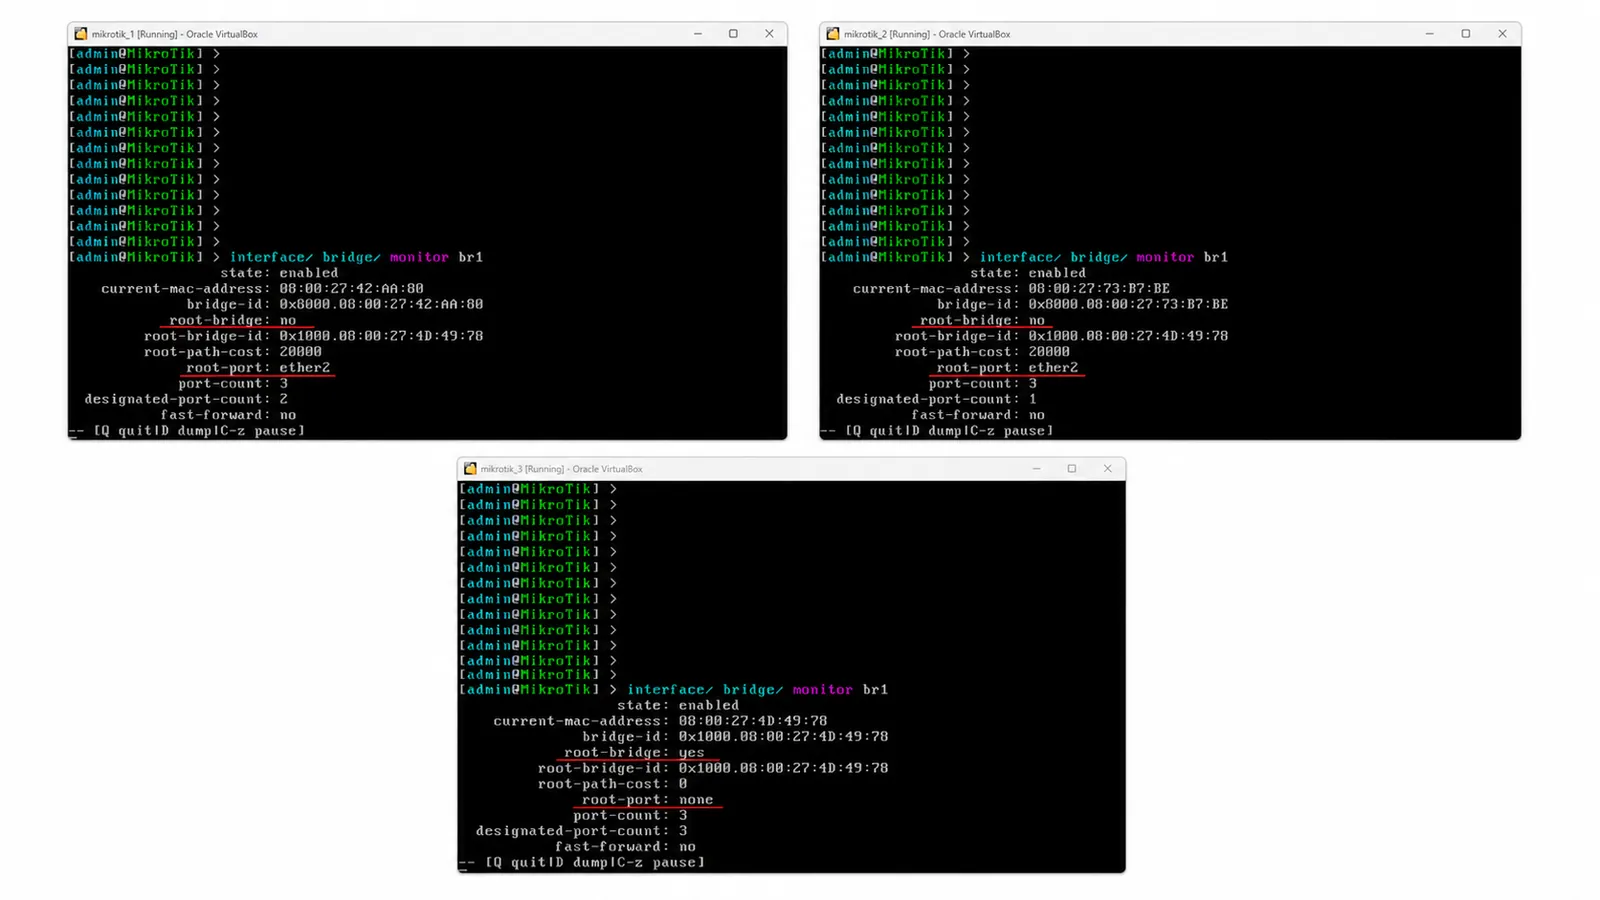 mikrotik_1 [Running] - Oracle VirtualBox
[admin@MikroTik] >
[admin@MikroTik] >
[admin@MikroTik] >
[admin@MikroTik] >
[admin@MikroTik] >
[admin@MikroTik] >
[admin@MikroTik] >
[admin@MikroTik] >
[admin@MikroTik] >
[admin@MikroTik] >
[admin@MikroTik] >
[admin@MikroTik] >
[admin@MikroTik] >
[admin@MikroTik] > interface/ bridge/ monitor br1
state: enabled
current-mac-address: 08:00:27:42:AA:80
bridge-id: 0x8000.08:00:27:42:AA:80
root-bridge: no
root-bridge-id: 0x1000.08:00:27:4D:49:78
root-path-cost: 20000
root-port: ether2
port-count: 3
designated-port-count: 2
fast-forward: no
-- [Q quit|D dump|C-z pause]
mikrotik_2 [Running] - Oracle VirtualBox
[admin@MikroTik] >
[admin@MikroTik] >
[admin@MikroTik] >
[admin@MikroTik] >
[admin@MikroTik] >
[admin@MikroTik] >
[admin@MikroTik] >
[admin@MikroTik] >
[admin@MikroTik] >
[admin@MikroTik] >
[admin@MikroTik] >
[admin@MikroTik] >
[admin@MikroTik] >
[admin@MikroTik] > interface/ bridge/ monitor br1
state: enabled
current-mac-address: 08:00:27:73:B7:BE
bridge-id: 0x8000.08:00:27:73:B7:BE
root-bridge: no
root-bridge-id: 0x1000.08:00:27:4D:49:78
root-path-cost: 20000
root-port: ether2
port-count: 3
designated-port-count: 1
fast-forward: no
-- [Q quit|D dump|C-z pause]
mikrotik_3 [Running] - Oracle VirtualBox
[admin@MikroTik] >
[admin@MikroTik] >
[admin@MikroTik] >
[admin@MikroTik] >
[admin@MikroTik] >
[admin@MikroTik] >
[admin@MikroTik] >
[admin@MikroTik] >
[admin@MikroTik] >
[admin@MikroTik] >
[admin@MikroTik] >
[admin@MikroTik] >
[admin@MikroTik] >
[admin@MikroTik] > interface/ bridge/ monitor br1
state: enabled
current-mac-address: 08:00:27:4D:49:78
bridge-id: 0x1000.08:00:27:4D:49:78
root-bridge: yes
root-bridge-id: 0x1000.08:00:27:4D:49:78
root-path-cost: 0
root-port: none
port-count: 3
designated-port-count: 3
fast-forward: no
-- [Q quit|D dump|C-z pause]